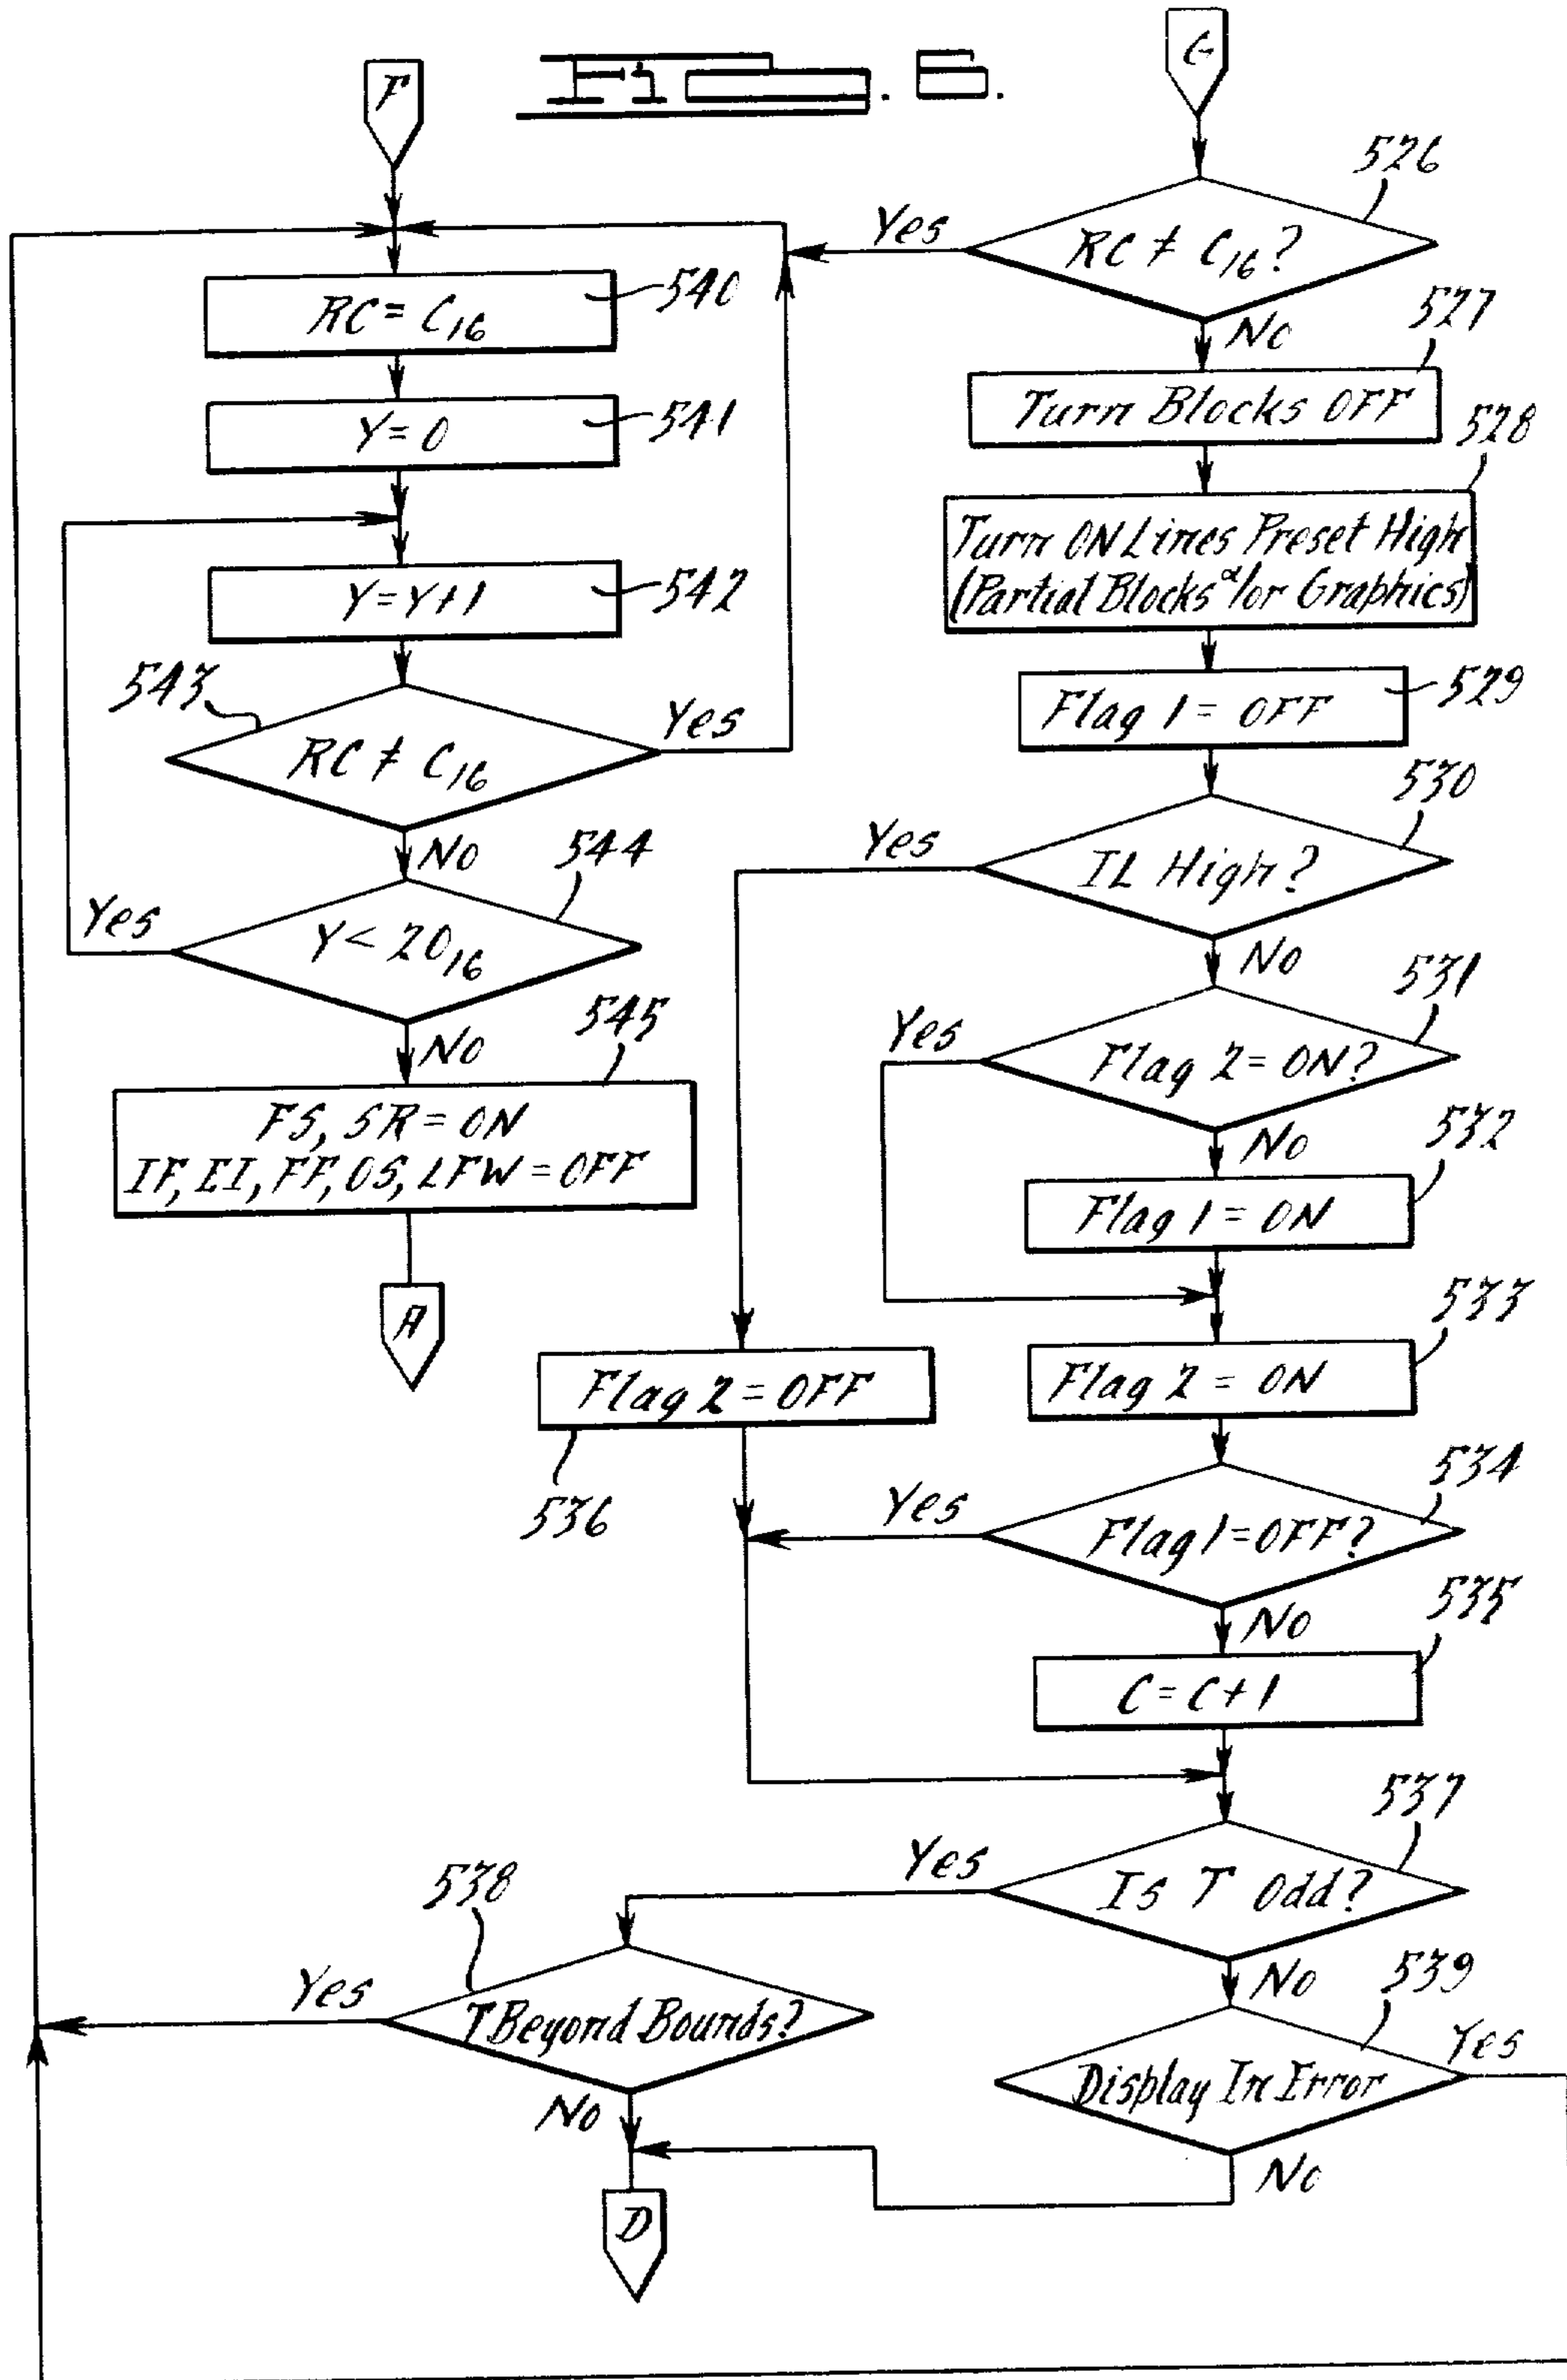 F
540
RC = C16
541
Y = 0
542
Y = Y + 1
543
RC ≠ C16
Yes
No
544
Y < 2016
Yes
No
545
FS, SR = ON
IF, EI, FF, OS, LFW = OFF
A
G
526
RC ≠ C16?
Yes
No
527
Turn Blocks OFF
528
Turn ON Lines Preset High
(Partial Blocks &/or Graphics)
529
Flag 1 = OFF
530
IL High?
Yes
No
531
Flag 2 = ON?
Yes
No
532
Flag 1 = ON
533
Flag 2 = ON
536
Flag 2 = OFF
534
Flag 1 = OFF?
Yes
No
535
C = C + 1
537
Is T Odd?
Yes
No
538
T Beyond Bounds?
Yes
No
539
Display In Error
Yes
No
D